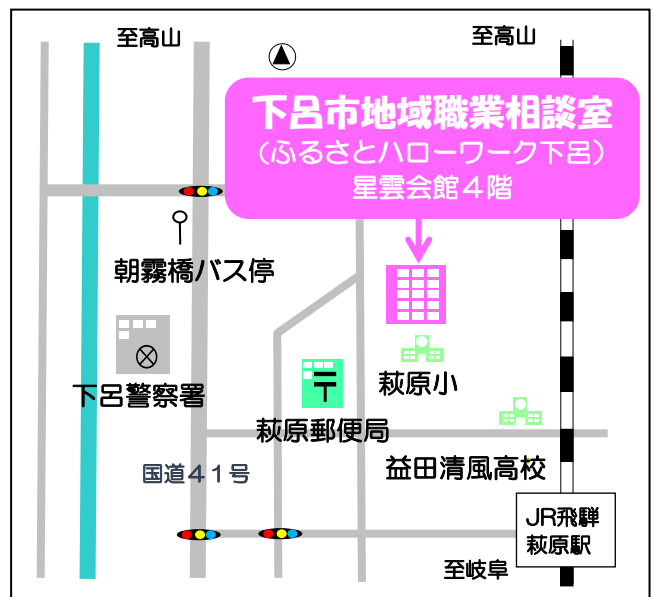 至高山
至高山
下呂市地域職業相談室
(ふるさとハローワーク下呂)
星雲会館4階
朝霧橋バス停
下呂警察署
萩原小
萩原郵便局
益田清風高校
国道41号
JR飛騨
萩原駅
至岐阜